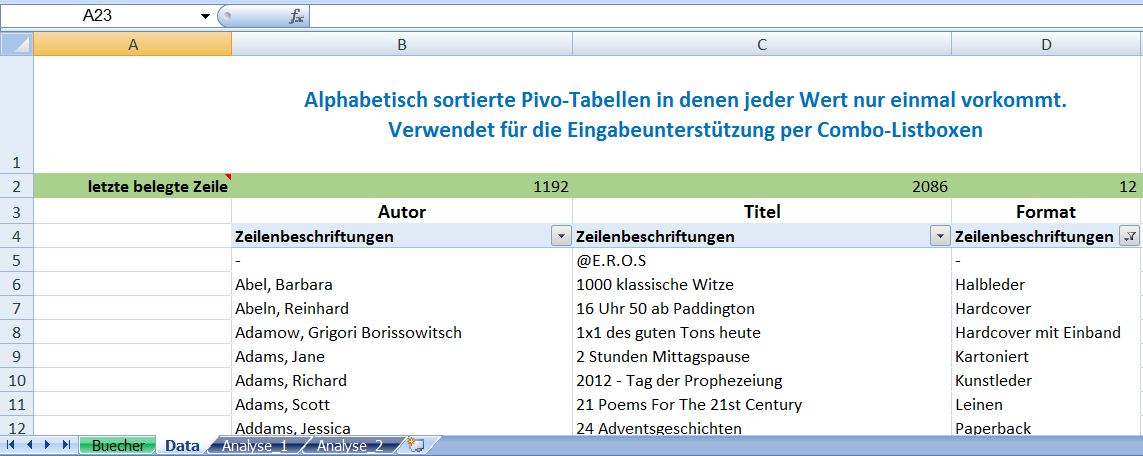 A23 fx
A B C D
1 Alphabetisch sortierte Pivo-Tabellen in denen jeder Wert nur einmal vorkommt.
Verwendet für die Eingabeunterstützung per Combo-Listboxen
2 letzte belegte Zeile 1192 2086 12
3 Autor Titel Format
4 Zeilenbeschriftungen Zeilenbeschriftungen Zeilenbeschriftungen
5 - @E.R.O.S -
6 Abel, Barbara 1000 klassische Witze Halbleder
7 Abeln, Reinhard 16 Uhr 50 ab Paddington Hardcover
8 Adamow, Grigori Borissowitsch 1x1 des guten Tons heute Hardcover mit Einband
9 Adams, Jane 2 Stunden Mittagspause Kartoniert
10 Adams, Richard 2012 - Tag der Prophezeiung Kunstleder
11 Adams, Scott 21 Poems For The 21st Century Leinen
12 Addams, Jessica 24 Adventsgeschichten Paperback
Buecher Data Analyse_1 Analyse_2